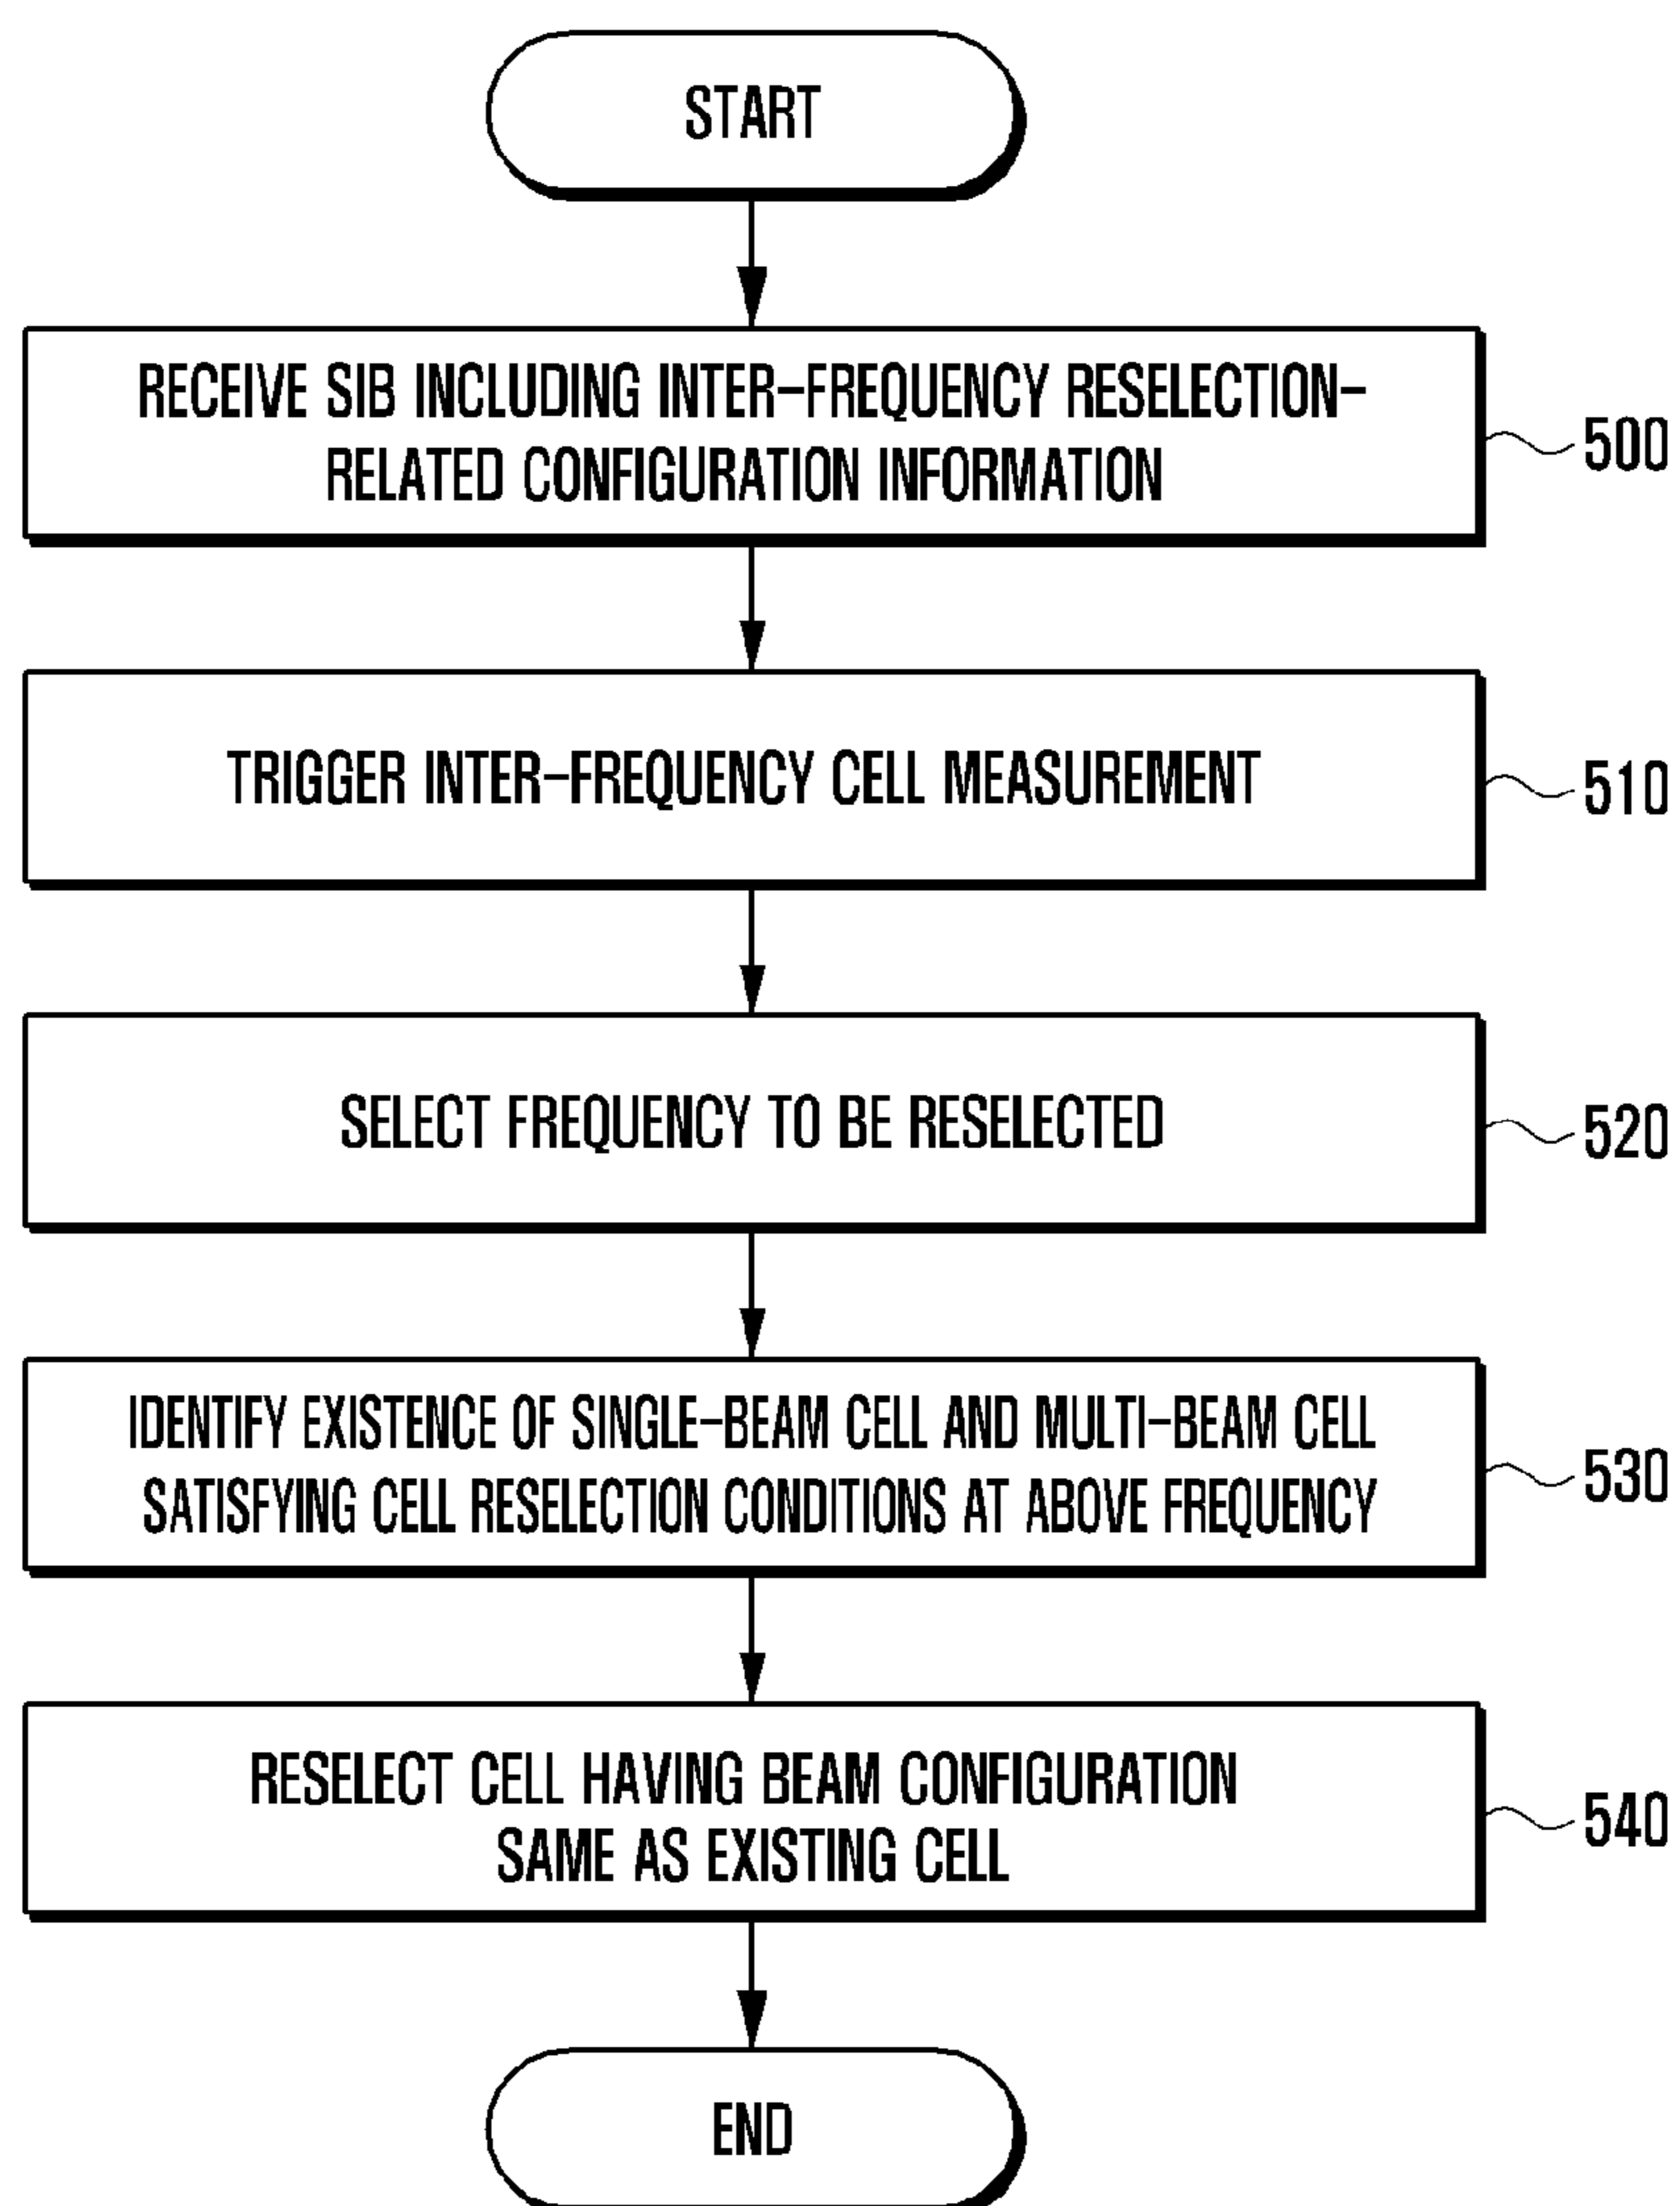 START
RECEIVE SIB INCLUDING INTER-FREQUENCY RESELECTION-
RELATED CONFIGURATION INFORMATION
500
TRIGGER INTER-FREQUENCY CELL MEASUREMENT
510
SELECT FREQUENCY TO BE RESELECTED
520
IDENTIFY EXISTENCE OF SINGLE-BEAM CELL AND MULTI-BEAM CELL
SATISFYING CELL RESELECTION CONDITIONS AT ABOVE FREQUENCY
530
RESELECT CELL HAVING BEAM CONFIGURATION
SAME AS EXISTING CELL
540
END